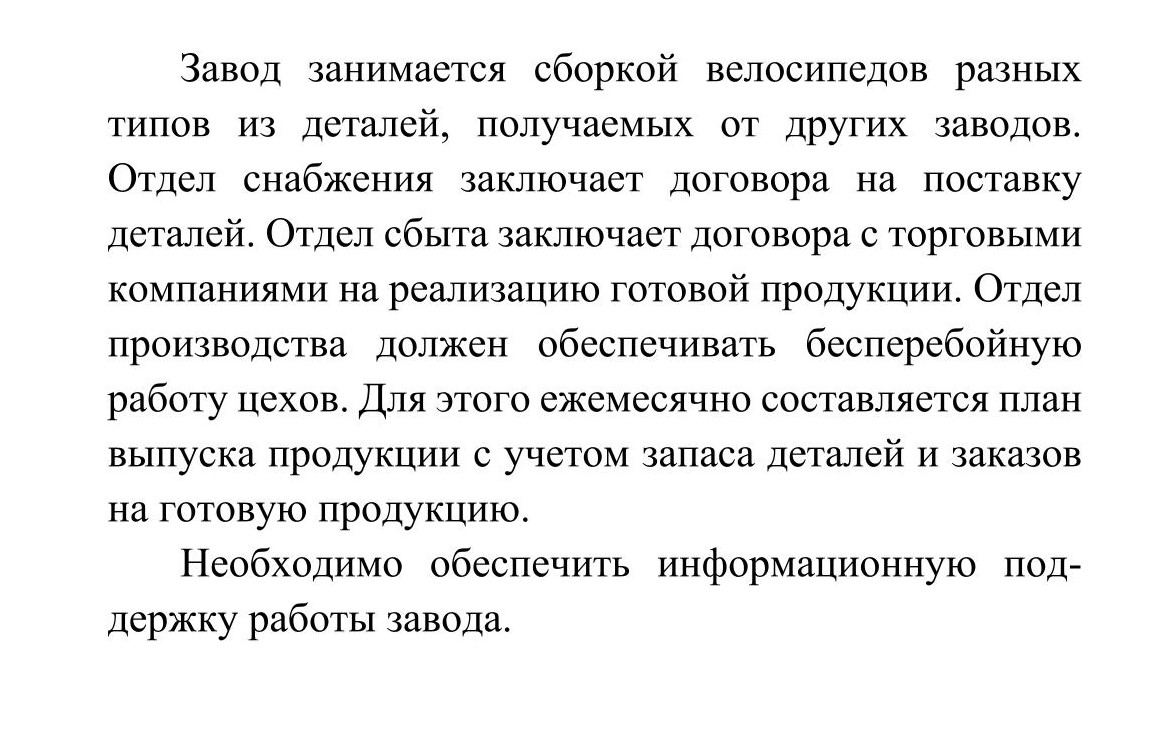 Завод занимается сборкой велосипедов разных
типов из деталей, получаемых от других заводов.
Отдел снабжения заключает договора на поставку
деталей. Отдел сбыта заключает договора с торговыми
компаниями на реализацию готовой продукции. Отдел
производства должен обеспечивать бесперебойную
работу цехов. Для этого ежемесячно составляется план
выпуска продукции с учетом запаса деталей и заказов
на готовую продукцию.
Необходимо обеспечить информационную под-
держку работы завода.